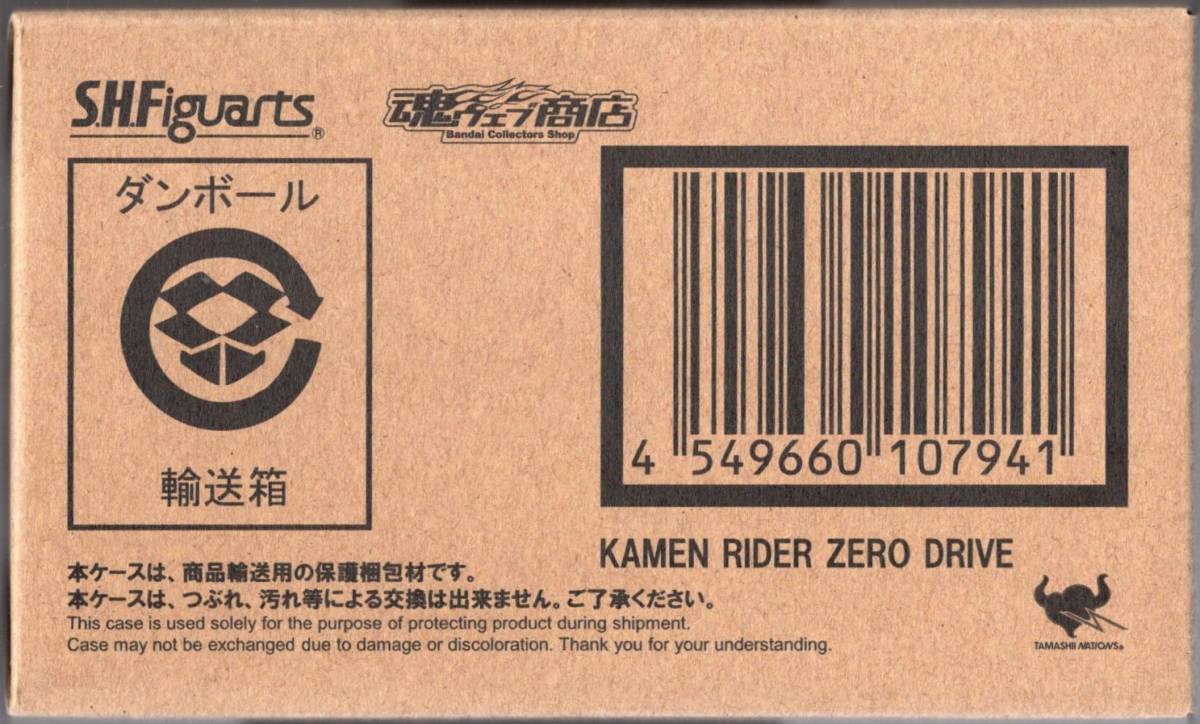 S.H.Figuarts®
魂ウェブ商店
Bandai Collectors Shop
ダンボール
輸送箱
4 549660 107941
KAMEN RIDER ZERO DRIVE
本ケースは、商品輸送用の保護梱包材です。
本ケースは、つぶれ、汚れ等による交換は出来ません。ご了承ください。
This case is used solely for the purpose of protecting product during shipment.
Case may not be exchanged due to damage or discoloration. Thank you for your understanding.
TAMASHII NATIONS®